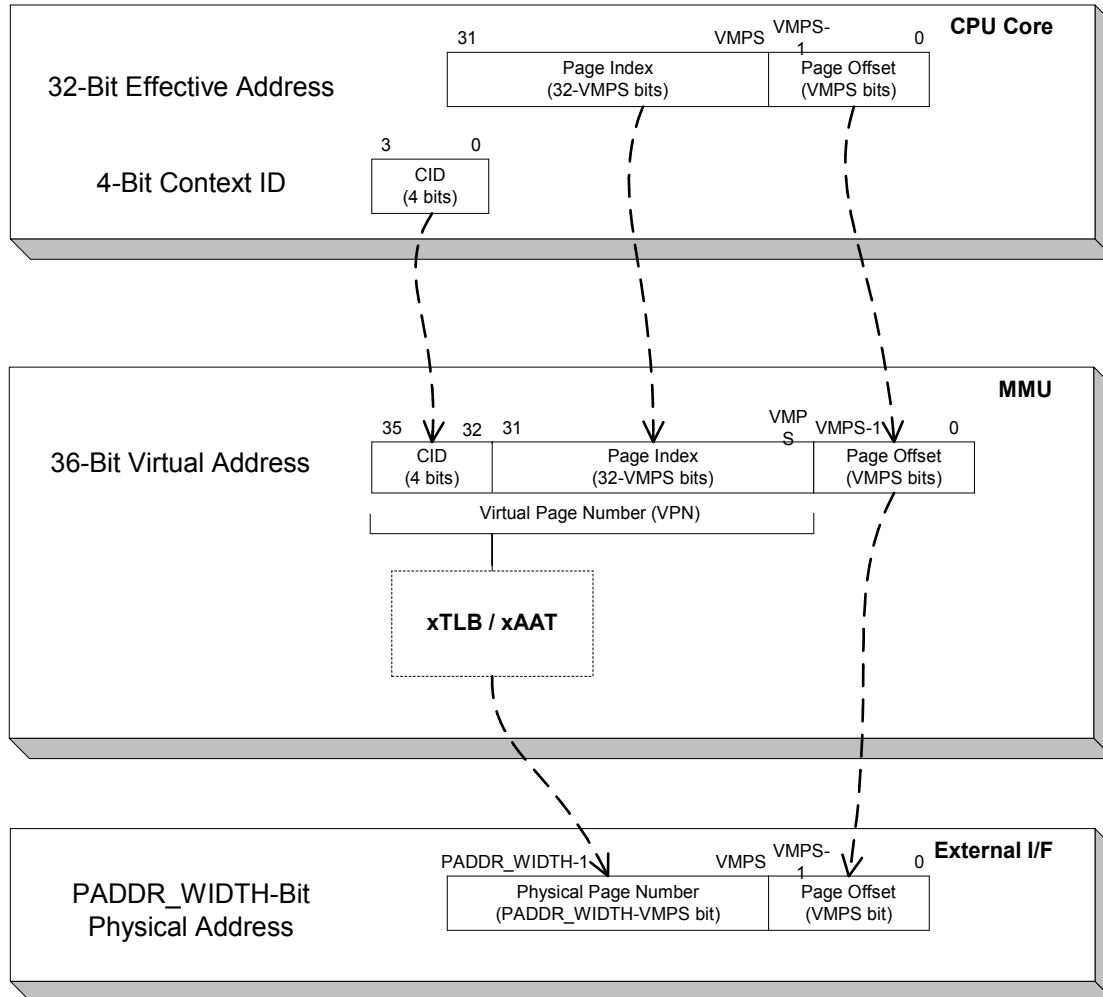 CPU Core
31 VMPS VMPS-1 0
32-Bit Effective Address
Page Index
(32-VMPS bits)
Page Offset
(VMPS bits)
3 0
4-Bit Context ID
CID
(4 bits)
MMU
35 32 31 VMPS VMPS-1 0
36-Bit Virtual Address
CID
(4 bits)
Page Index
(32-VMPS bits)
Page Offset
(VMPS bits)
Virtual Page Number (VPN)
xTLB / xAAT
External I/F
PADDR_WIDTH-1 VMPS VMPS-1 0
PADDR_WIDTH-Bit
Physical Address
Physical Page Number
(PADDR_WIDTH-VMPS bit)
Page Offset
(VMPS bit)